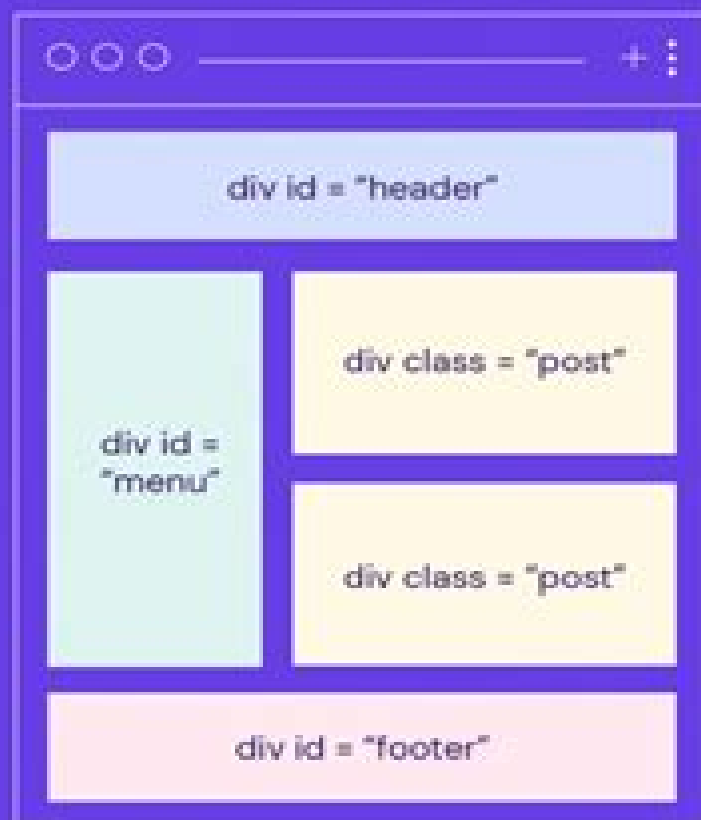 div id = "header"
div id =
"menu"
div class = "post"
div class = "post"
div id = "footer"